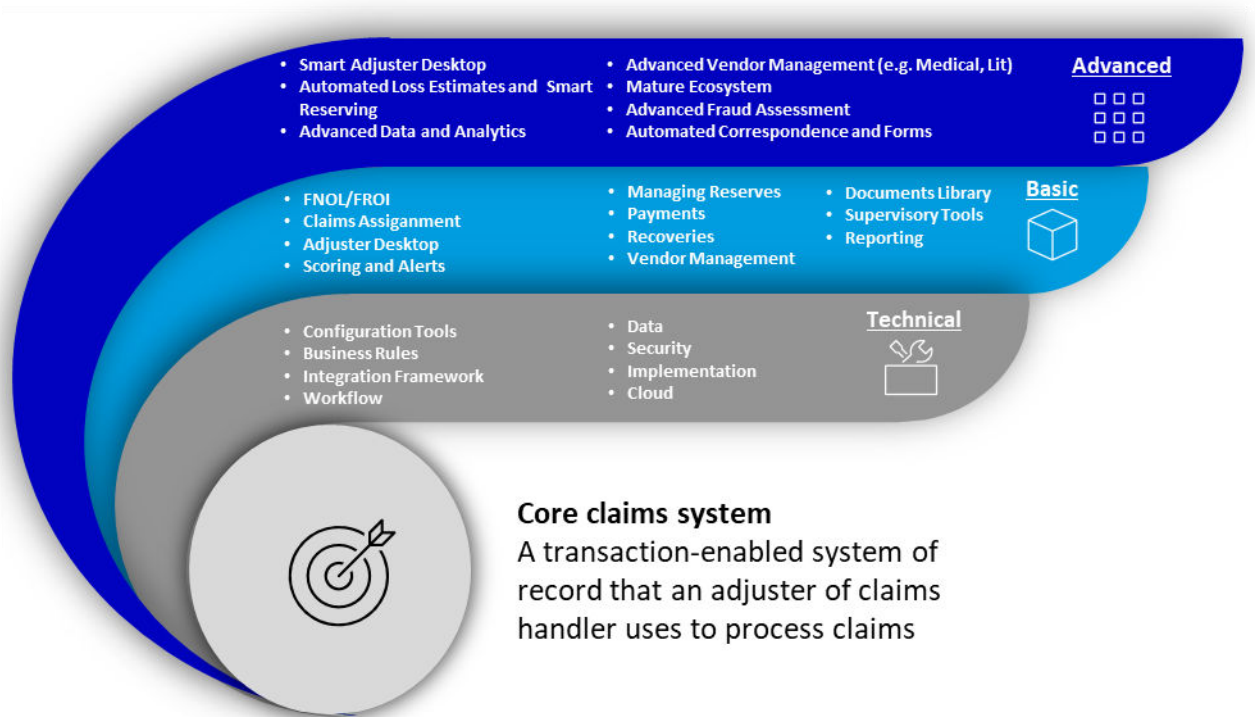 Advanced
• Smart Adjuster Desktop
• Automated Loss Estimates and Smart
Reserving
• Advanced Data and Analytics
• Advanced Vendor Management (e.g. Medical, Lit)
• Mature Ecosystem
• Advanced Fraud Assessment
• Automated Correspondence and Forms
Basic
• FNOL/FROI
• Claims Assiganment
• Adjuster Desktop
• Scoring and Alerts
• Managing Reserves
• Payments
• Recoveries
• Vendor Management
• Documents Library
• Supervisory Tools
• Reporting
Technical
• Configuration Tools
• Business Rules
• Integration Framework
• Workflow
• Data
• Security
• Implementation
• Cloud
Core claims system
A transaction-enabled system of
record that an adjuster of claims
handler uses to process claims